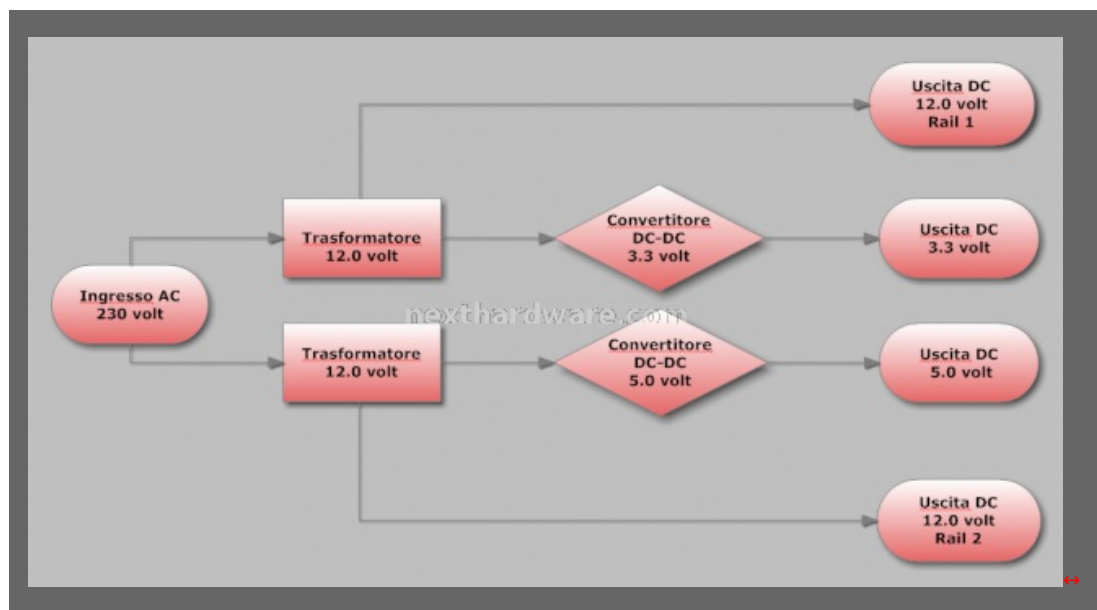 Uscita DC
12.0 volt
Rail 1
Trasformatore
12.0 volt
Convertitore
DC-DC
3.3 volt
Uscita DC
3.3 volt
Ingresso AC
230 volt
nexthardware.com
Trasformatore
12.0 volt
Convertitore
DC-DC
5.0 volt
Uscita DC
5.0 volt
Uscita DC
12.0 volt
Rail 2